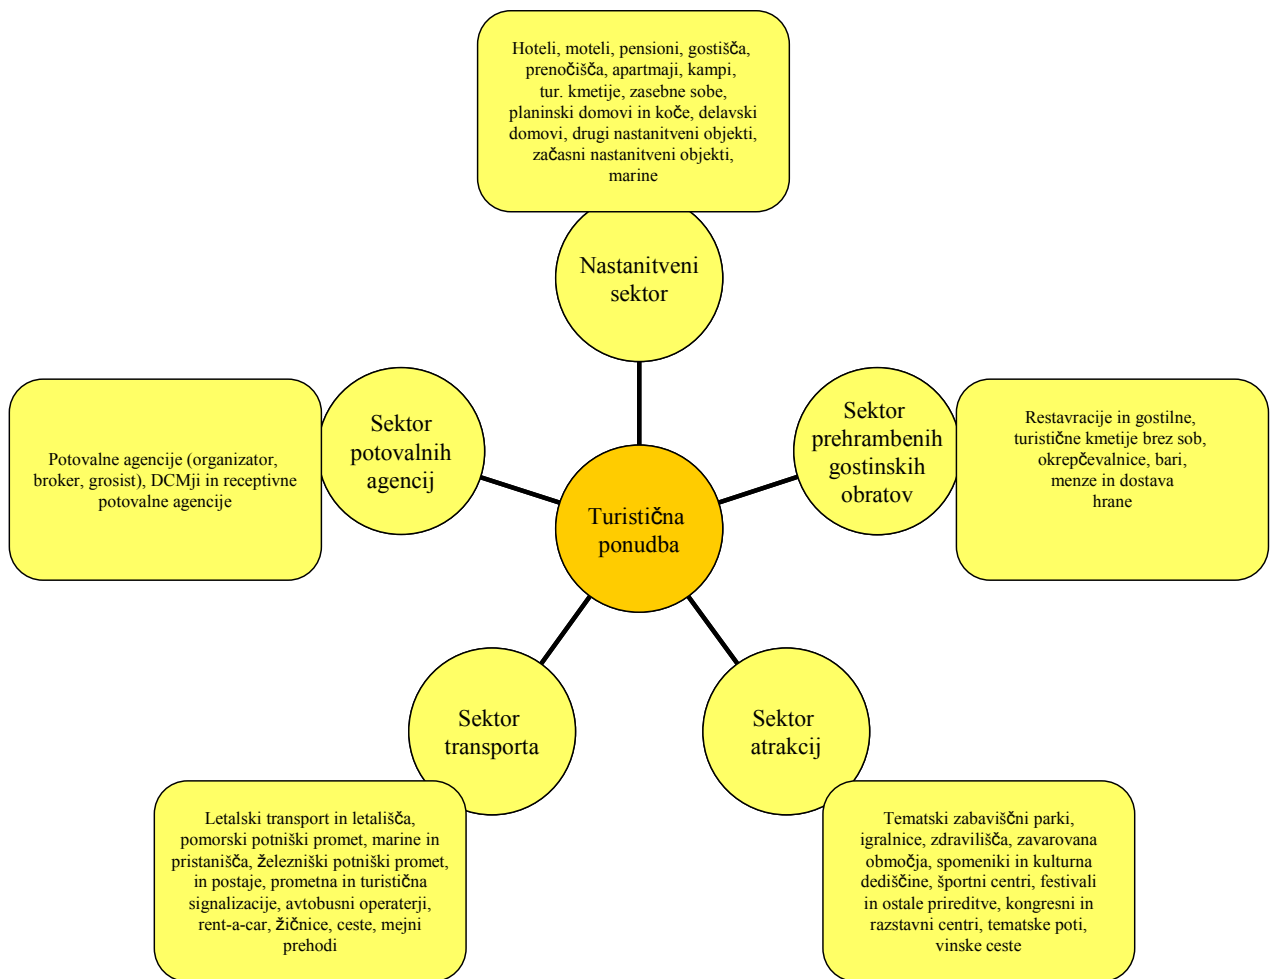 Hoteli, moteli, pensioni, gostišča,
prenočišča, apartmaji, kampi,
tur. kmetije, zasebne sobe,
planinski domovi in koče, delavski
domovi, drugi nastanitveni objekti,
začasni nastanitveni objekti,
marine
Nastanitveni
sektor
Sektor
potovalnih
agencij
Potovalne agencije (organizator,
broker, grosist), DCMji in receptivne
potovalne agencije
Sektor
prehrambenih
gostinskih
obratov
Restavracije in gostilne,
turistične kmetije brez sob,
okrepčevalnice, bari,
menze in dostava
hrane
Turistična
ponudba
Sektor
transporta
Sektor
atrakcij
Letalski transport in letališča,
pomorski potniški promet, marine in
pristanišča, železniški potniški promet,
in postaje, prometna in turistična
signalizacije, avtobusni operaterji,
rent-a-car, žičnice, ceste, mejni
prehodi
Tematski zabaviščni parki,
igralnice, zdravilišča, zavarovana
območja, spomeniki in kulturna
dediščine, športni centri, festivali
in ostale prireditve, kongresni in
razstavni centri, tematske poti,
vinske ceste